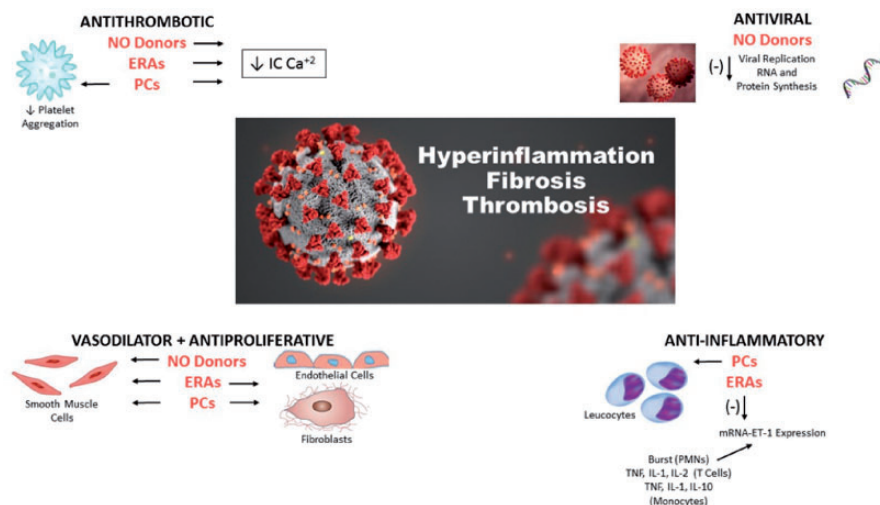 ANTITHROMBOTIC
NO Donors
ERAs
PCs
↓ IC Ca⁺²
↓ Platelet
Aggregation
ANTIVIRAL
NO Donors
(-)
Viral Replication
RNA and
Protein Synthesis
Hyperinflammation
Fibrosis
Thrombosis
VASODILATOR + ANTIPROLIFERATIVE
NO Donors
ERAs
PCs
Smooth Muscle
Cells
Endothelial Cells
Fibroblasts
ANTI-INFLAMMATORY
PCs
ERAs
Leucocytes
(-)
mRNA-ET-1 Expression
Burst (PMNs)
TNF, IL-1, IL-2 (T Cells)
TNF, IL-1, IL-10
(Monocytes)